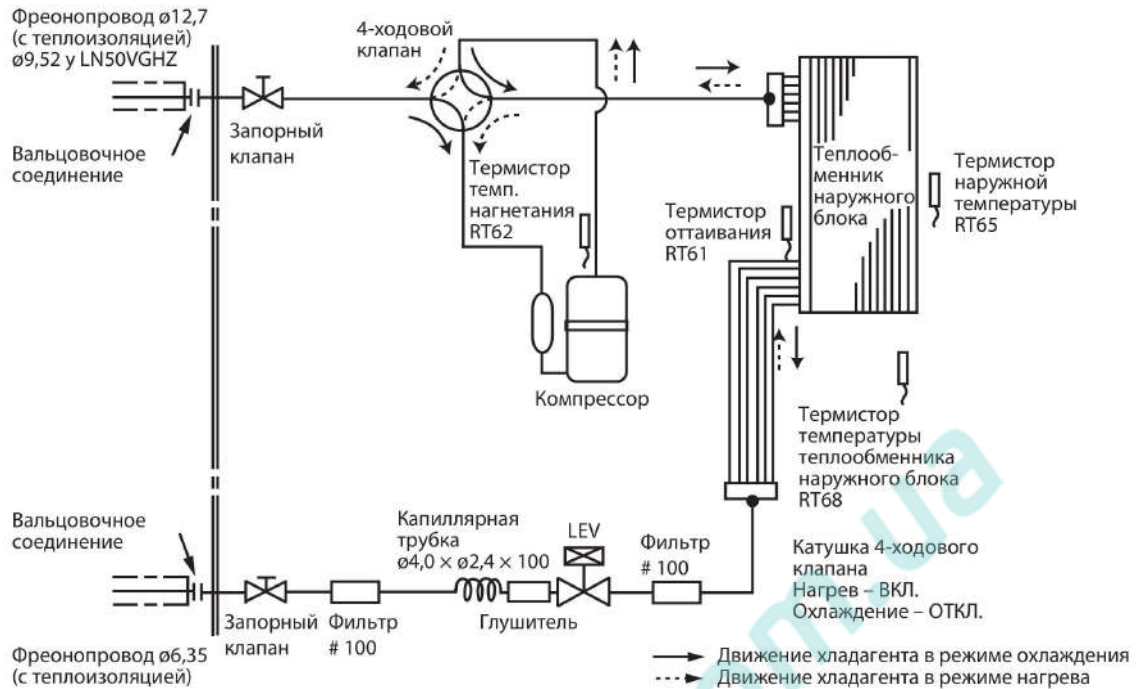 Фреонопровод ø12,7
(с теплоизоляцией)
ø9,52 у LN50VGHZ
4-ходовой
клапан
Запорный
клапан
Вальцовочное
соединение
Термистор
темп.
нагнетания
RT62
Термистор
оттаивания
RT61
Теплооб-
менник
наружного
блока
Термистор
наружной
температуры
RT65
Компрессор
Термистор
температуры
теплообменника
наружного блока
RT68
Вальцовочное
соединение
Капиллярная
трубка
ø4,0 × ø2,4 × 100
LEV
Фильтр
# 100
Катушка 4-ходового
клапана
Нагрев – ВКЛ.
Охлаждение – ОТКЛ.
Запорный
клапан
Фильтр
# 100
Глушитель
Фреонопровод ø6,35
(с теплоизоляцией)
Движение хладагента в режиме охлаждения
Движение хладагента в режиме нагрева
om.ua